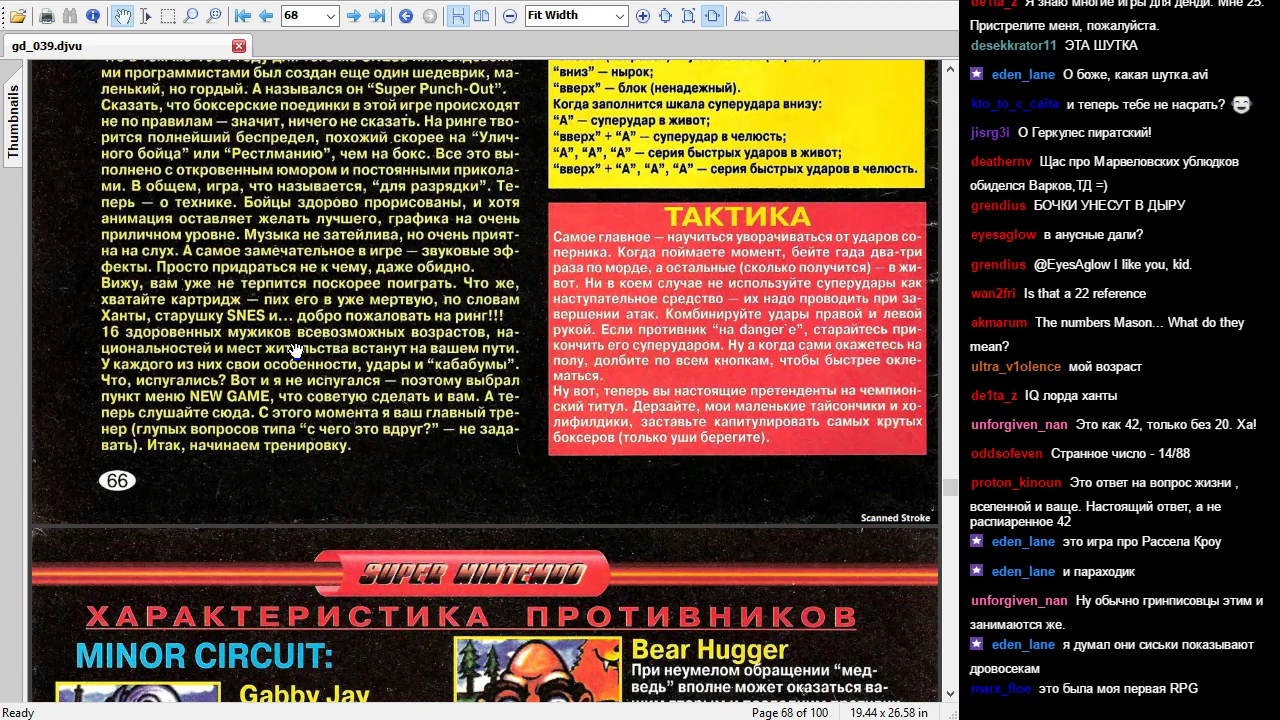 68
Fit Width
gd_039.djvu
Thumbnails
ми программистами был создан еще один шедеврик, ма-
ленький, но гордый. А назывался он “Super Punch-Out”.
Сказать, что боксерские поединки в этой игре происходят
не по правилам — значит, ничего не сказать. На ринге тво-
рится полнейший беспредел, похожий скорее на “Улич-
ного бойца” или “Рестлманию”, чем на бокс. Все это вы-
полнено с откровенным юмором и постоянными прикола-
ми. В общем, игра, что называется, “для разрядки”. Те-
перь — о технике. Бойцы здорово прорисованы, и хотя
анимация оставляет желать лучшего, графика на очень
приличном уровне. Музыка не затейлива, но очень прият-
на на слух. А самое замечательное в игре — звуковые эф-
фекты. Просто придраться не к чему, даже обидно.
Вижу, вам уже не терпится поскорее поиграть. Что же,
хватайте картридж — пих его в уже мертвую, по словам
Ханты, старушку SNES и... добро пожаловать на ринг!!!
16 здоровенных мужиков всевозможных возрастов, на-
циональностей и мест жительства встанут на вашем пути.
У каждого из них свои особенности, удары и “кабабумы”.
Что, испугались? Вот и я не испугался — поэтому выбрал
пункт меню NEW GAME, что советую сделать и вам. А те-
перь слушайте сюда. С этого момента я ваш главный тре-
нер (глупых вопросов типа “с чего это вдруг?” — не зада-
вать). Итак, начинаем тренировку.
66
“вниз” — нырок;
“вверх” — блок (ненадежный).
Когда заполнится шкала суперудара внизу:
“А” — суперудар в живот;
“вверх” + “А” — суперудар в челюсть;
“А”, “А”, “А” — серия быстрых ударов в живот;
“вверх” + “А”, “А”, “А” — серия быстрых ударов в челюсть.
ТАКТИКА
Самое главное — научиться уворачиваться от ударов со-
перника. Когда поймаете момент, бейте гада два-три
раза по морде, а остальные (сколько получится) — в жи-
вот. Ни в коем случае не используйте суперудары как
наступательное средство — их надо проводить при за-
вершении атак. Комбинируйте удары правой и левой
рукой. Если противник “на danger`е”, старайтесь при-
кончить его суперударом. Ну а когда сами окажетесь на
полу, долбите по всем кнопкам, чтобы быстрее окле-
маться.
Ну вот, теперь вы настоящие претенденты на чемпион-
ский титул. Дерзайте, мои маленькие тайсончики и хо-
лифилдики, заставьте капитулировать самых крутых
боксеров (только уши берегите).
Scanned Stroke
SUPER NINTENDO
ХАРАКТЕРИСТИКА ПРОТИВНИКОВ
MINOR CIRCUIT:
Gabby Jay
Bear Hugger
При неумелом обращении “мед-
ведь” вполне может оказаться ва-
Ready
Page 68 of 100
19.44 x 26.58 in
de1ta_z Я знаю многие игры для денди. Мне 25.
Пристрелите меня, пожалуйста.
desekkrator11 ЭТА ШУТКА
eden_lane О боже, какая шутка.avi
kto_to_c_caita и теперь тебе не насрать?
jisrg3i О Геркулес пиратский!
deathernv Щас про Марвеловских ублюдков
обиделся Варков,ТД =)
grendius БОЧКИ УНЕСУТ В ДЫРУ
eyesaglow в анусные дали?
grendius @EyesAglow I like you, kid.
wan2fri Is that a 22 reference
akmarum The numbers Mason... What do they
mean?
ultra_v1olence мой возраст
de1ta_z IQ лорда ханты
unforgiven_nan Это как 42, только без 20. Ха!
oddsofeven Странное число - 14/88
proton_kinoun Это ответ на вопрос жизни ,
вселенной и ваще. Настоящий ответ, а не
распиаренное 42
eden_lane это игра про Рассела Кроу
eden_lane и параходик
unforgiven_nan Ну обычно гринписовцы этим и
занимаются же.
eden_lane я думал они сиськи показывают
дровосекам
marx_floe это была моя первая RPG